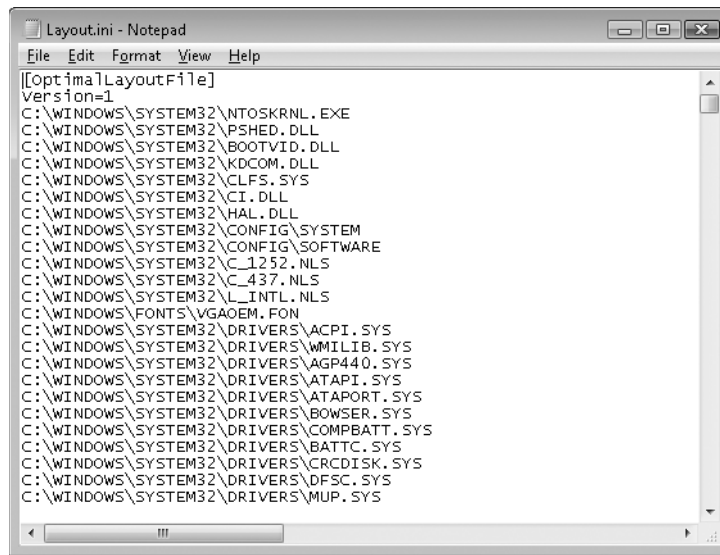 Layout.ini - Notepad
File Edit Format View Help
[OptimalLayoutFile]
Version=1
C:\WINDOWS\SYSTEM32\NTOSKRNL.EXE
C:\WINDOWS\SYSTEM32\PSHED.DLL
C:\WINDOWS\SYSTEM32\BOOTVID.DLL
C:\WINDOWS\SYSTEM32\KDCOM.DLL
C:\WINDOWS\SYSTEM32\CLFS.SYS
C:\WINDOWS\SYSTEM32\CI.DLL
C:\WINDOWS\SYSTEM32\HAL.DLL
C:\WINDOWS\SYSTEM32\CONFIG\SYSTEM
C:\WINDOWS\SYSTEM32\CONFIG\SOFTWARE
C:\WINDOWS\SYSTEM32\C_1252.NLS
C:\WINDOWS\SYSTEM32\C_437.NLS
C:\WINDOWS\SYSTEM32\L_INTL.NLS
C:\WINDOWS\FONTS\VGAOEM.FON
C:\WINDOWS\SYSTEM32\DRIVERS\ACPI.SYS
C:\WINDOWS\SYSTEM32\DRIVERS\WMILIB.SYS
C:\WINDOWS\SYSTEM32\DRIVERS\AGP440.SYS
C:\WINDOWS\SYSTEM32\DRIVERS\ATAPI.SYS
C:\WINDOWS\SYSTEM32\DRIVERS\ATAPORT.SYS
C:\WINDOWS\SYSTEM32\DRIVERS\BOWSER.SYS
C:\WINDOWS\SYSTEM32\DRIVERS\COMPBATT.SYS
C:\WINDOWS\SYSTEM32\DRIVERS\BATTC.SYS
C:\WINDOWS\SYSTEM32\DRIVERS\CRCDISK.SYS
C:\WINDOWS\SYSTEM32\DRIVERS\DFSC.SYS
C:\WINDOWS\SYSTEM32\DRIVERS\MUP.SYS